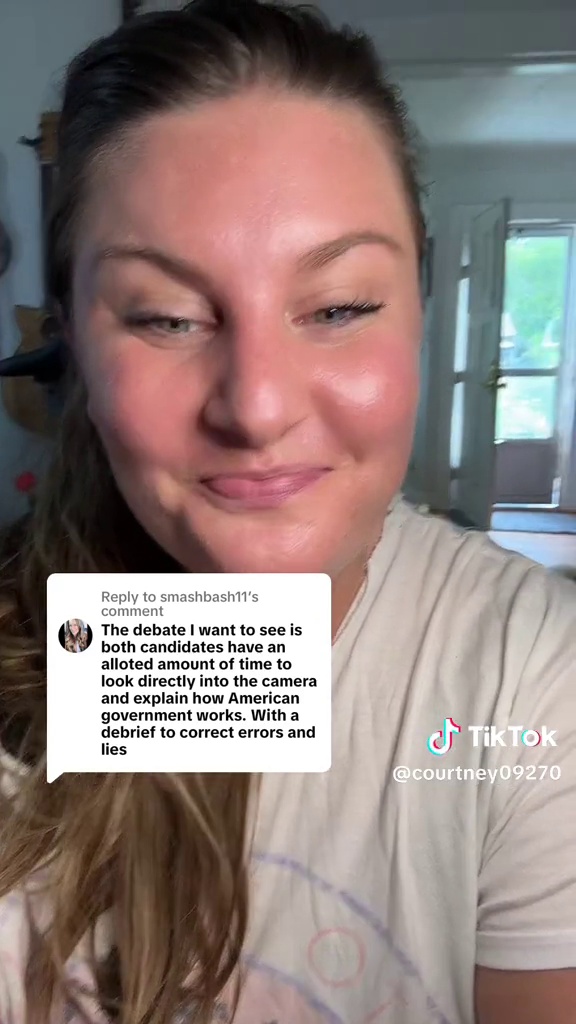 Reply to smashbash11's
comment
The debate I want to see is
both candidates have an
alloted amount of time to
look directly into the camera
and explain how American
government works. With a
debrief to correct errors and
lies
TikTok
@courtney09270